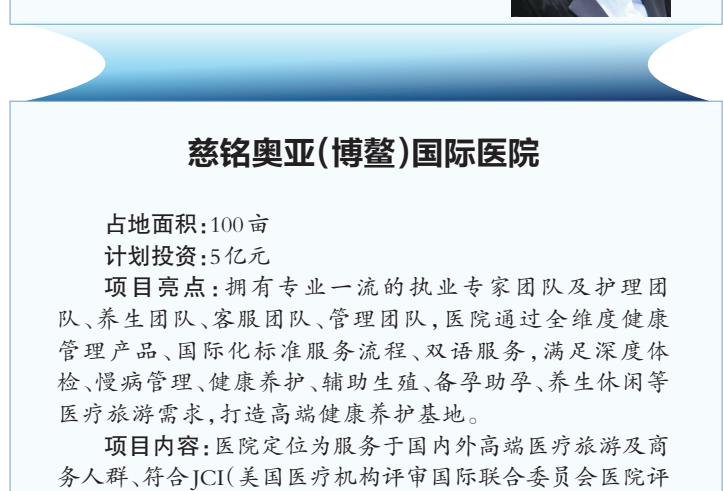 慈铭奥亚(博鳌)国际医院
占地面积:100亩
计划投资:5亿元
项目亮点:拥有专业一流的执业专家团队及护理团
队、养生团队、客服团队、管理团队,医院通过全维度健康
管理产品、国际化标准服务流程、双语服务,满足深度体
检、慢病管理、健康养护、辅助生殖、备孕助孕、养生休闲等
医疗旅游需求,打造高端健康养护基地。
项目内容:医院定位为服务于国内外高端医疗旅游及商
务人群、符合JCI(美国医疗机构评审国际联合委员会医院评